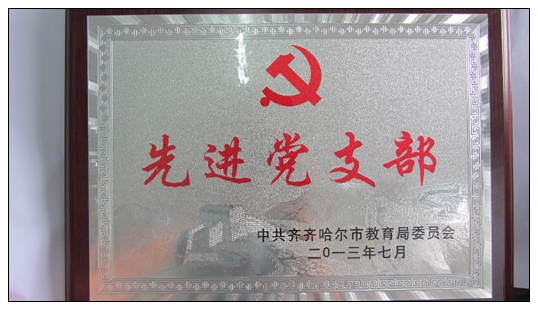 先进党支部
中共齐齐哈尔市教育局委员会
二0一三年七月